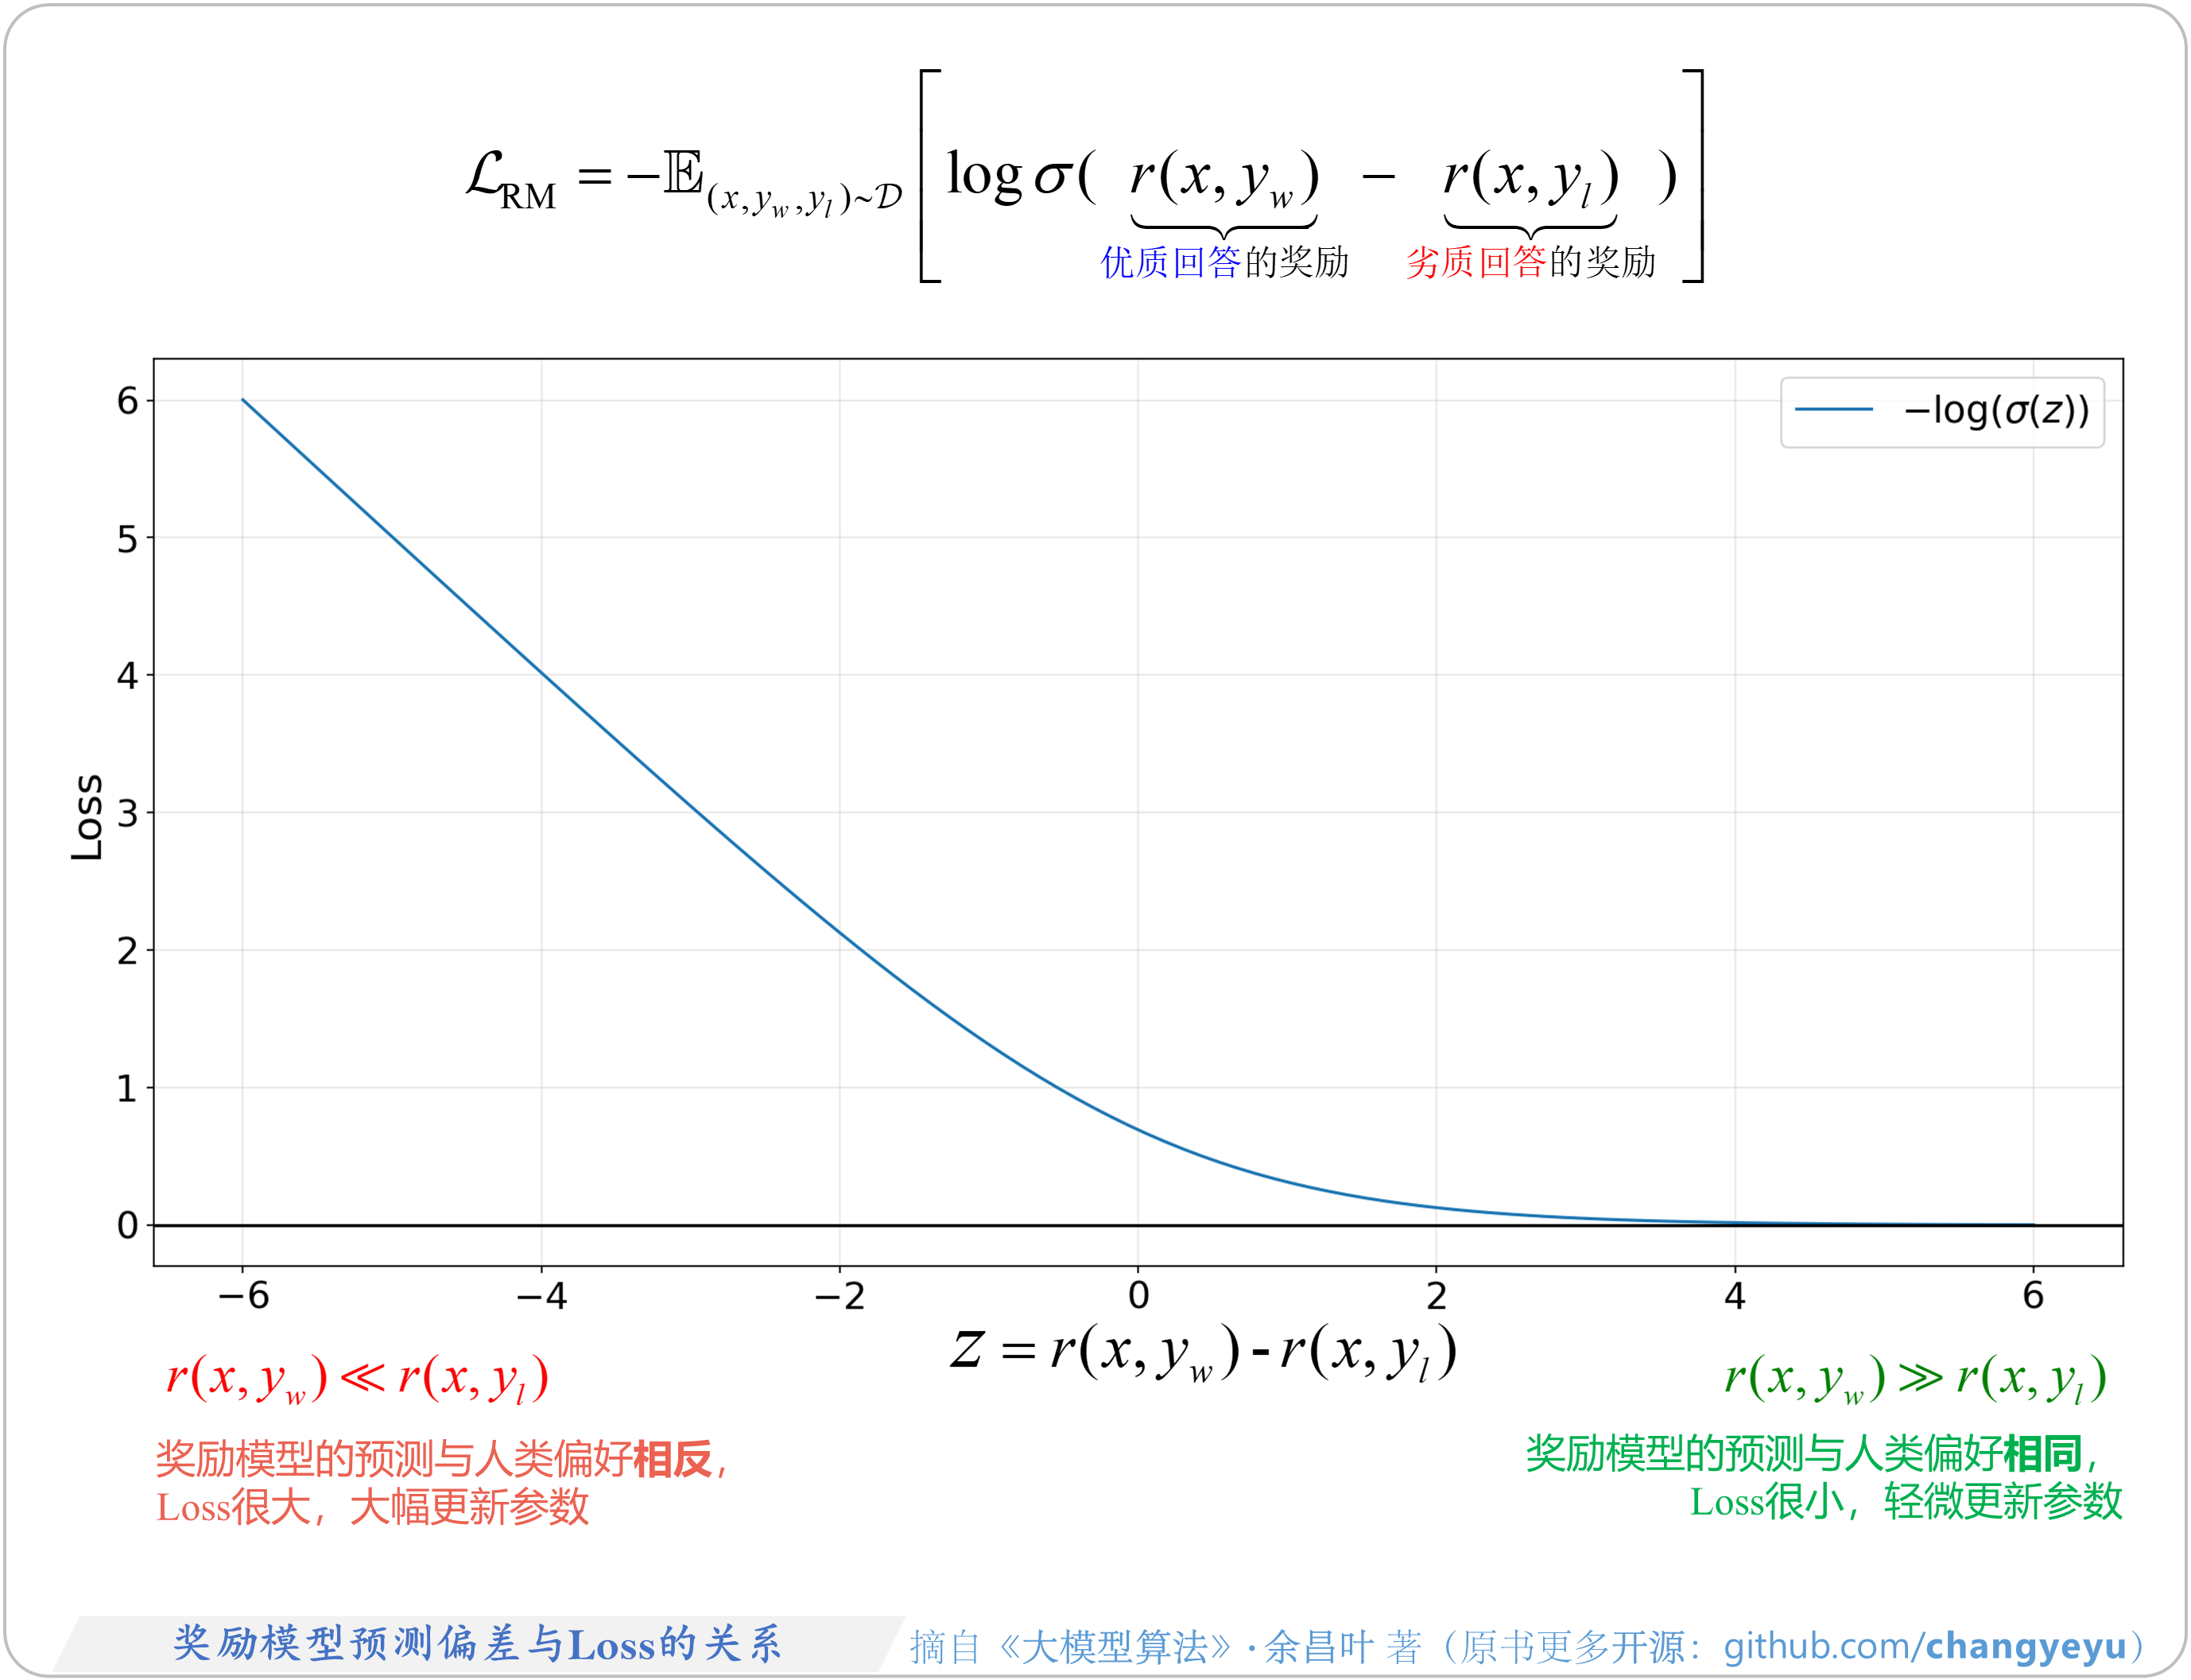 ℒ_RM = −𝔼_(x,y_w,y_l)∼𝒟 [ log σ( r(x, y_w) − r(x, y_l) ) ]
优质回答的奖励 劣质回答的奖励
−log(σ(z))
Loss
6
5
4
3
2
1
0
−6 −4 −2 0 2 4 6
z = r(x, y_w) - r(x, y_l)
r(x, y_w) ≪ r(x, y_l)
奖励模型的预测与人类偏好相反，
Loss很大，大幅更新参数
r(x, y_w) ≫ r(x, y_l)
奖励模型的预测与人类偏好相同，
Loss很小，轻微更新参数
奖励模型预测偏差与Loss的关系
摘自《大模型算法》· 余昌叶 著（原书更多开源：github.com/changyeyu）